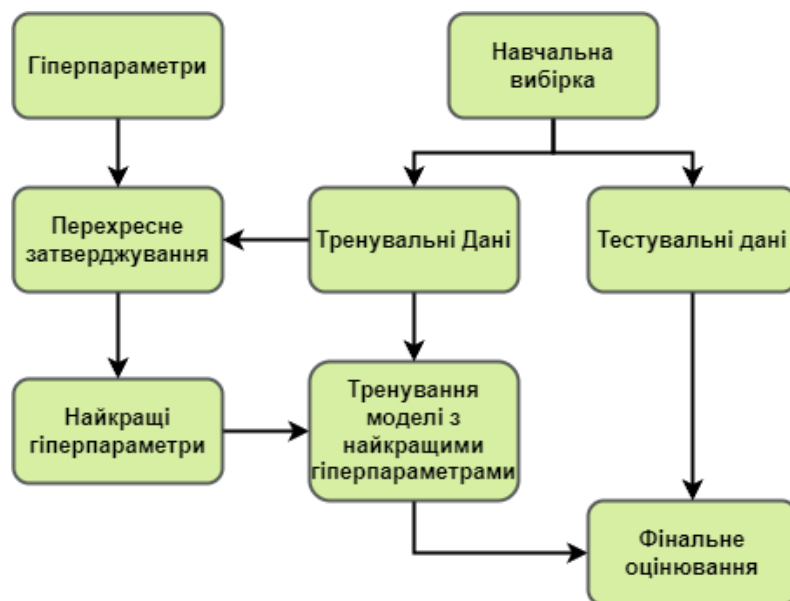 Гіперпараметри
Навчальна
вибірка
Перехресне
затверджування
Тренувальні Дані
Тестувальні дані
Найкращі
гіперпараметри
Тренування
моделі з
найкращими
гіперпараметрами
Фінальне
оцінювання